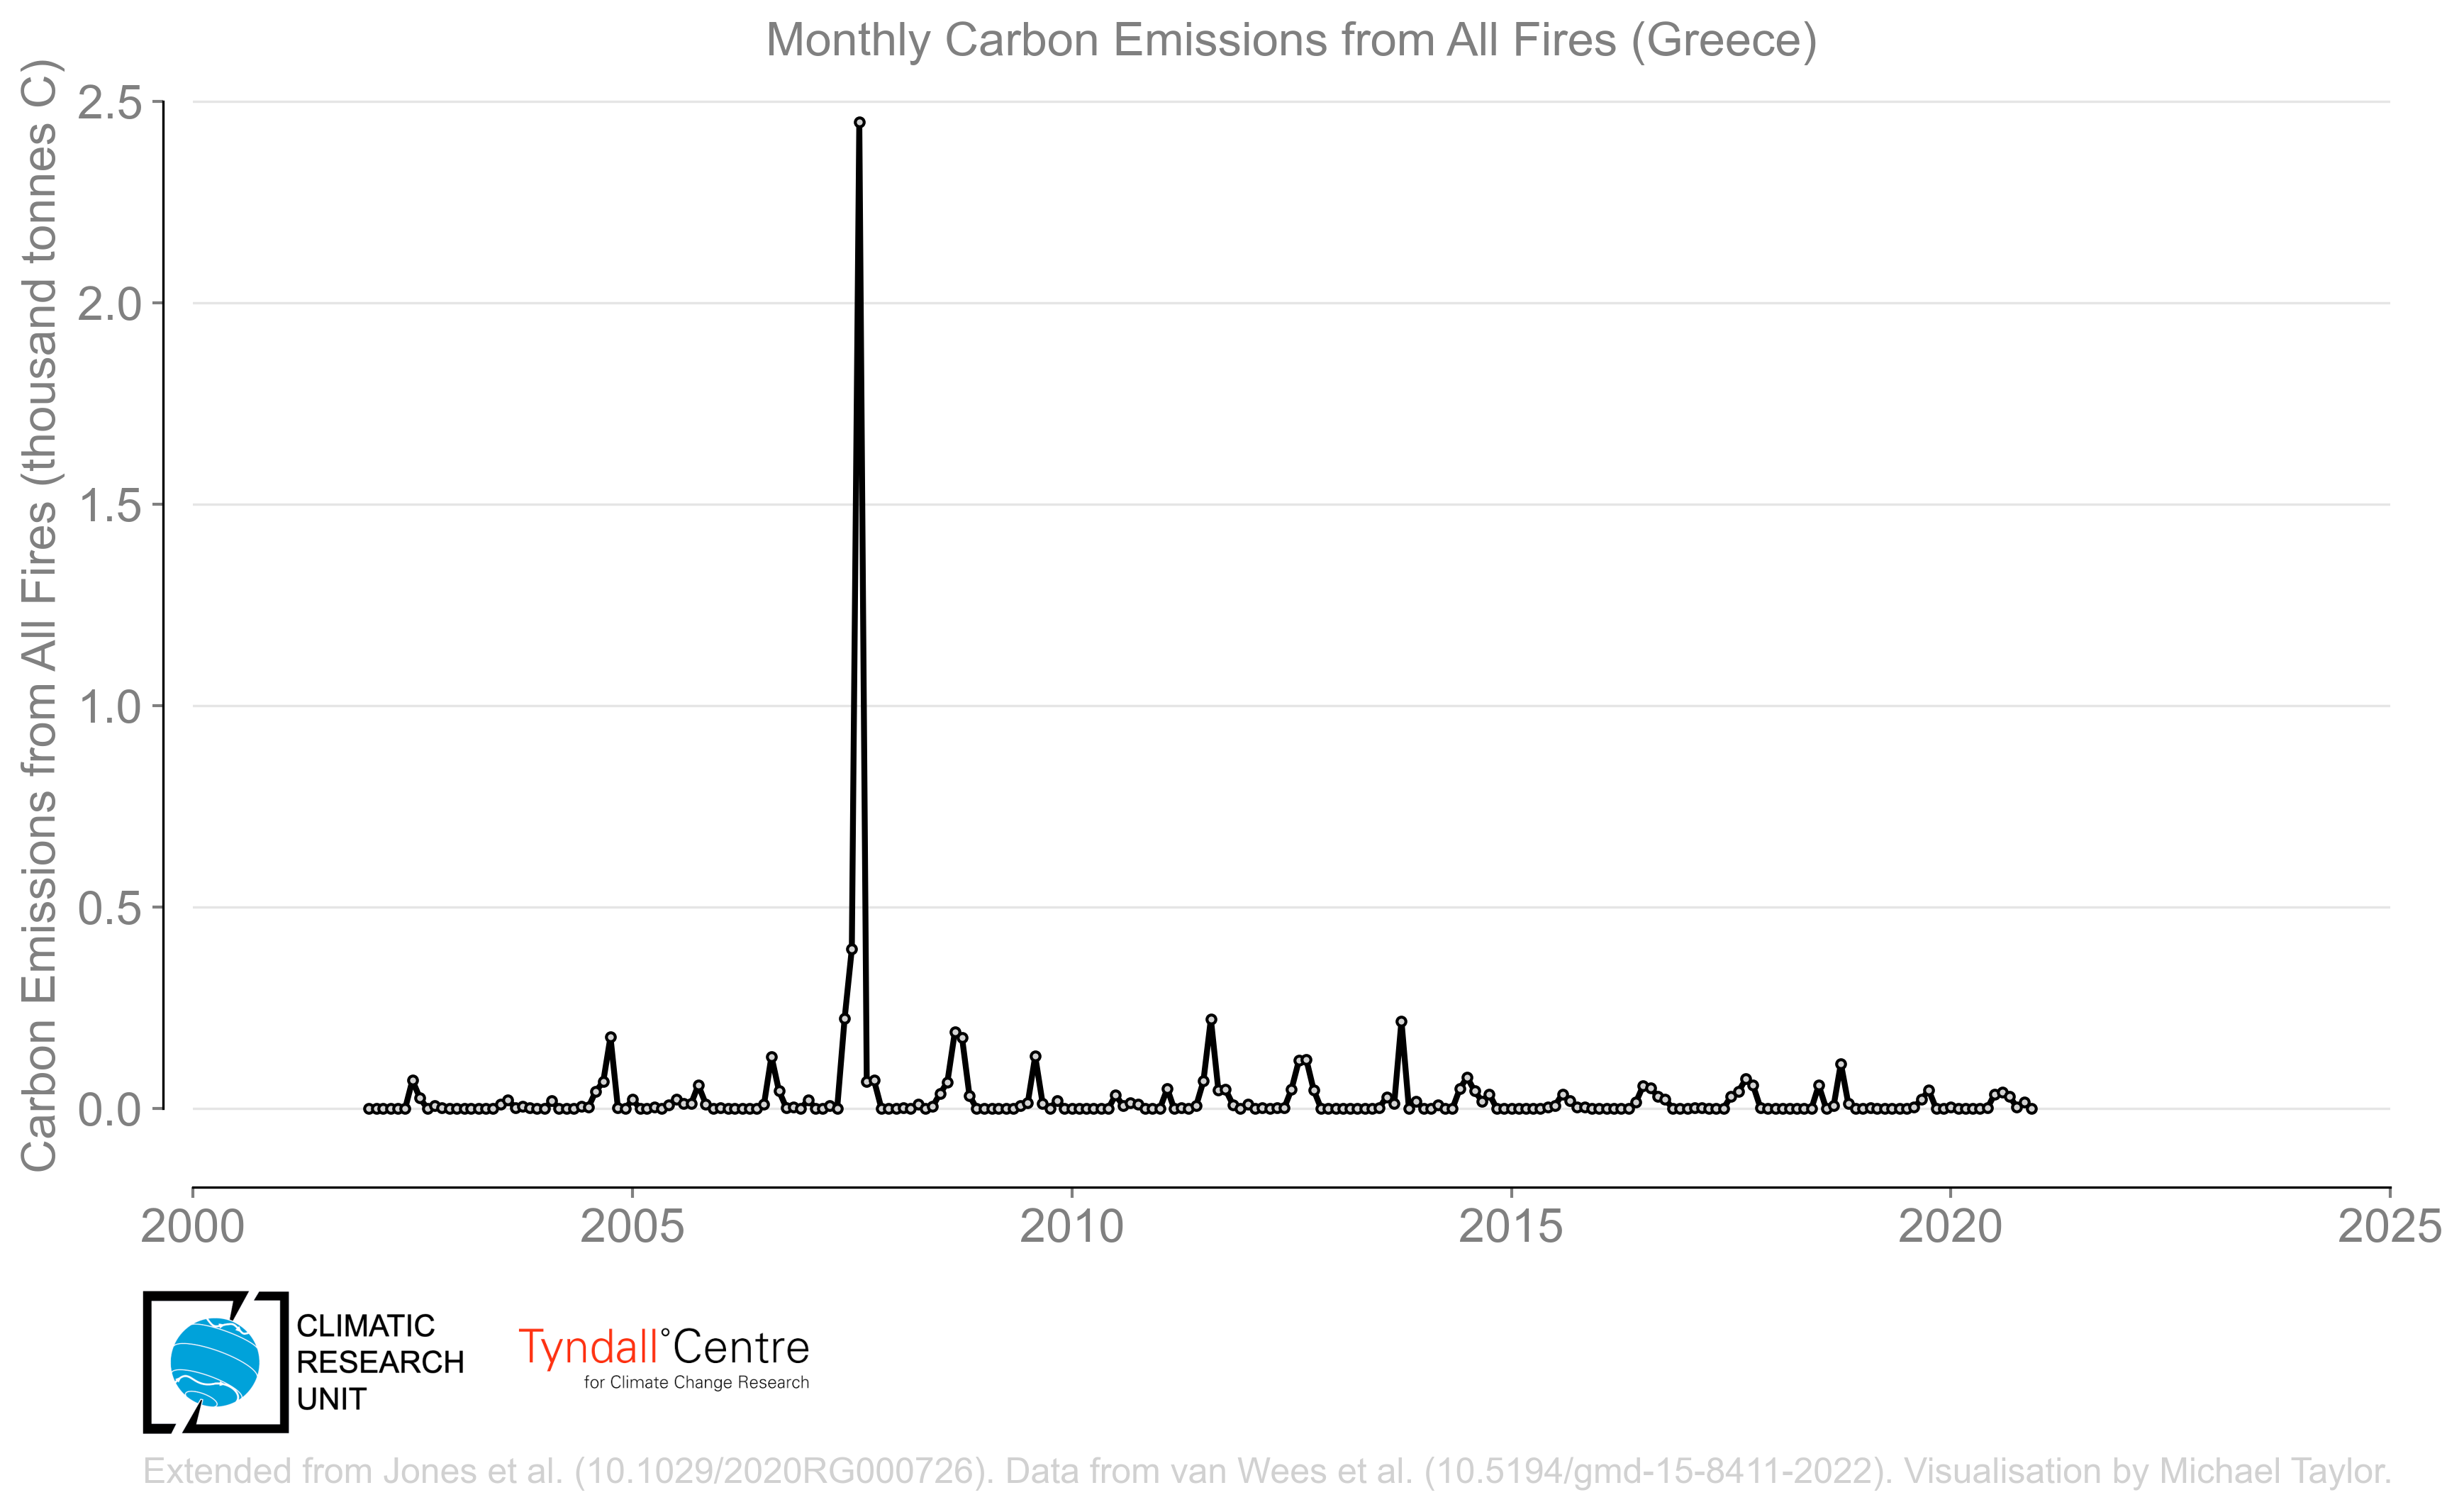 Monthly Carbon Emissions from All Fires (Greece)
Carbon Emissions from All Fires (thousand tonnes C)
2.5
2.0
1.5
1.0
0.5
0.0
2000 2005 2010 2015 2020 2025
CLIMATIC
RESEARCH
UNIT
Tyndall°Centre
for Climate Change Research
Extended from Jones et al. (10.1029/2020RG000726). Data from van Wees et al. (10.5194/gmd-15-8411-2022). Visualisation by Michael Taylor.